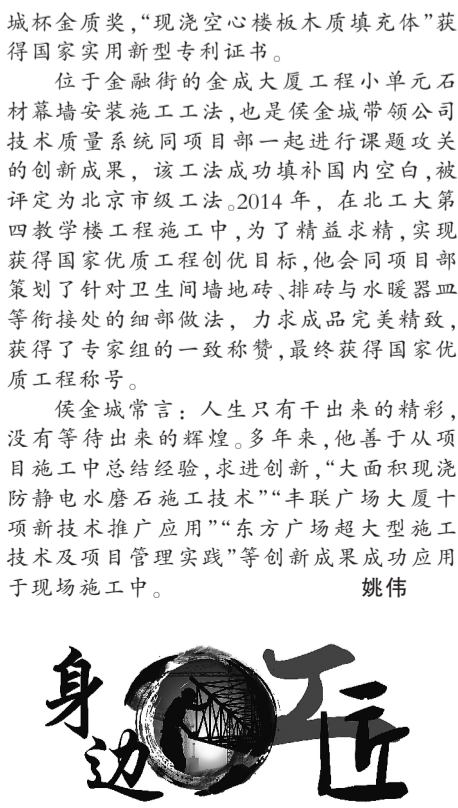 城杯金质奖,“现浇空心楼板木质填充体”获
得国家实用新型专利证书。
位于金融街的金成大厦工程小单元石
材幕墙安装施工工法,也是侯金城带领公司
技术质量系统同项目部一起进行课题攻关
的创新成果，该工法成功填补国内空白,被
评定为北京市级工法。2014年，在北工大第
四教学楼工程施工中,为了精益求精,实现
获得国家优质工程创优目标,他会同项目部
策划了针对卫生间墙地砖、排砖与水暖器皿
等衔接处的细部做法，力求成品完美精致,
获得了专家组的一致称赞,最终获得国家优
质工程称号。
侯金城常言：人生只有干出来的精彩,
没有等待出来的辉煌。多年来,他善于从项
目施工中总结经验,求进创新,“大面积现浇
防静电水磨石施工技术”“丰联广场大厦十
项新技术推广应用”“东方广场超大型施工
技术及项目管理实践”等创新成果成功应用
于现场施工中。 姚伟
身边工匠